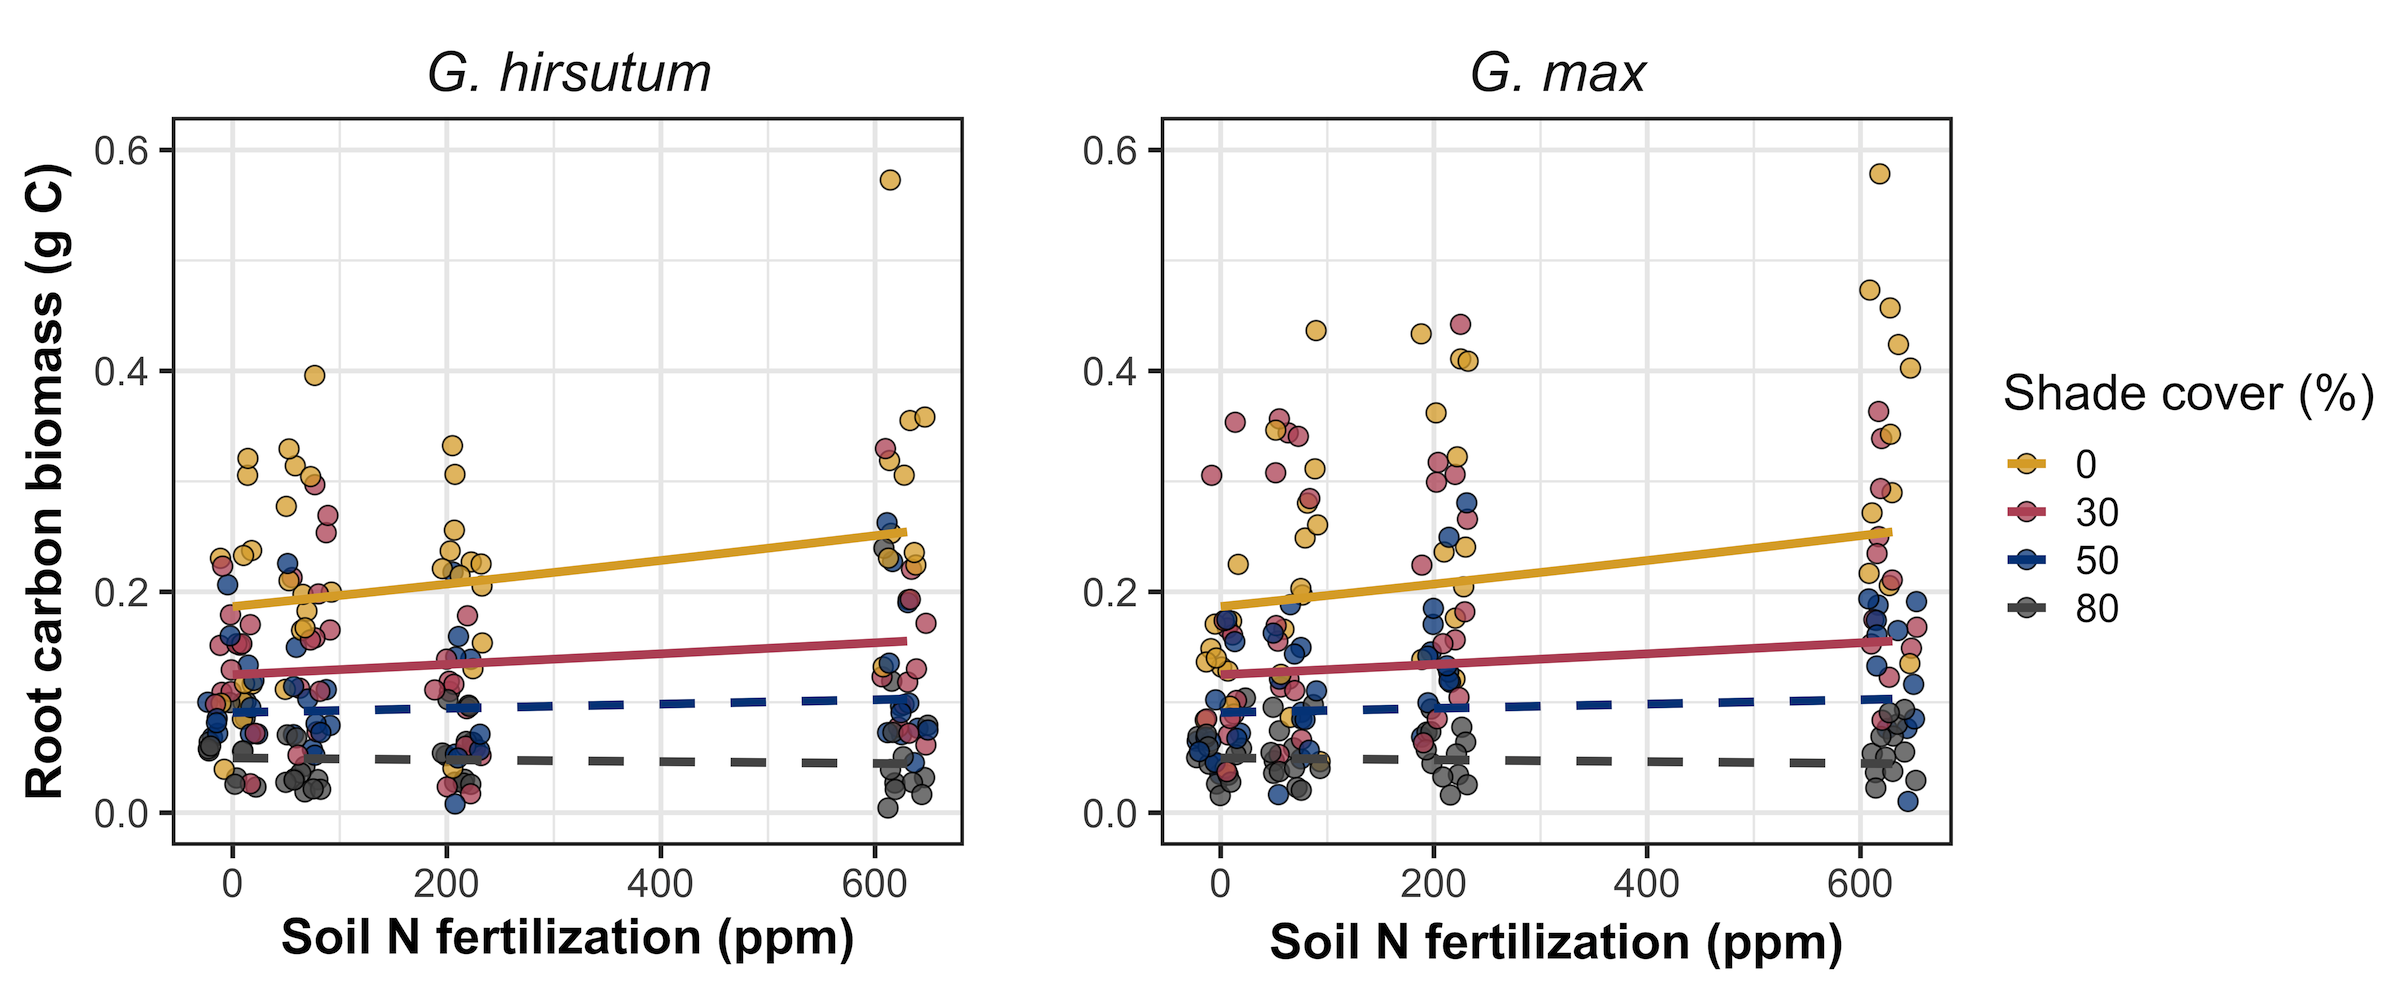 G. hirsutum
G. max
Root carbon biomass (g C)
0.6
0.4
0.2
0.0
0.6
0.4
0.2
0.0
0 200 400 600
0 200 400 600
Soil N fertilization (ppm)
Soil N fertilization (ppm)
Shade cover (%)
0
30
50
80